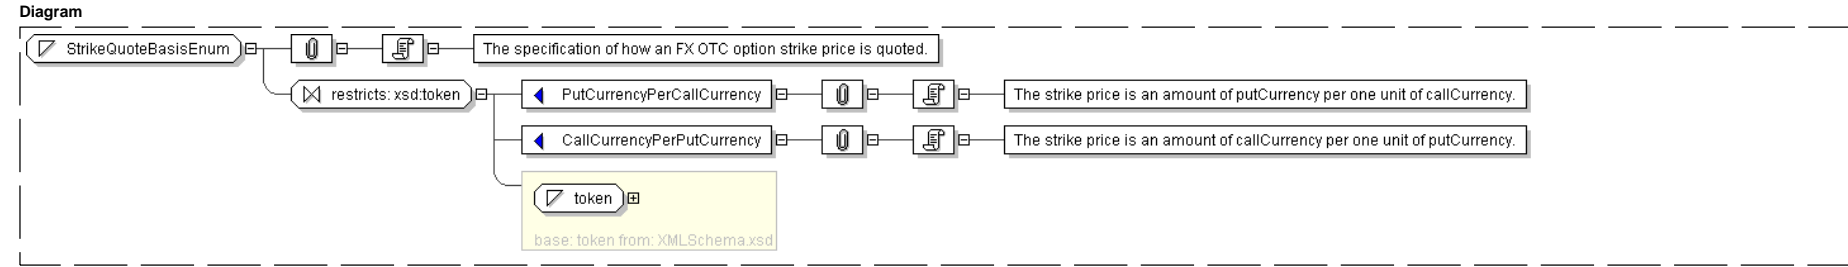 Diagram
StrikeQuoteBasisEnum
The specification of how an FX OTC option strike price is quoted.
restricts: xsd:token
PutCurrencyPerCallCurrency
The strike price is an amount of putCurrency per one unit of callCurrency.
CallCurrencyPerPutCurrency
The strike price is an amount of callCurrency per one unit of putCurrency.
token
base: token from: XMLSchema.xsd